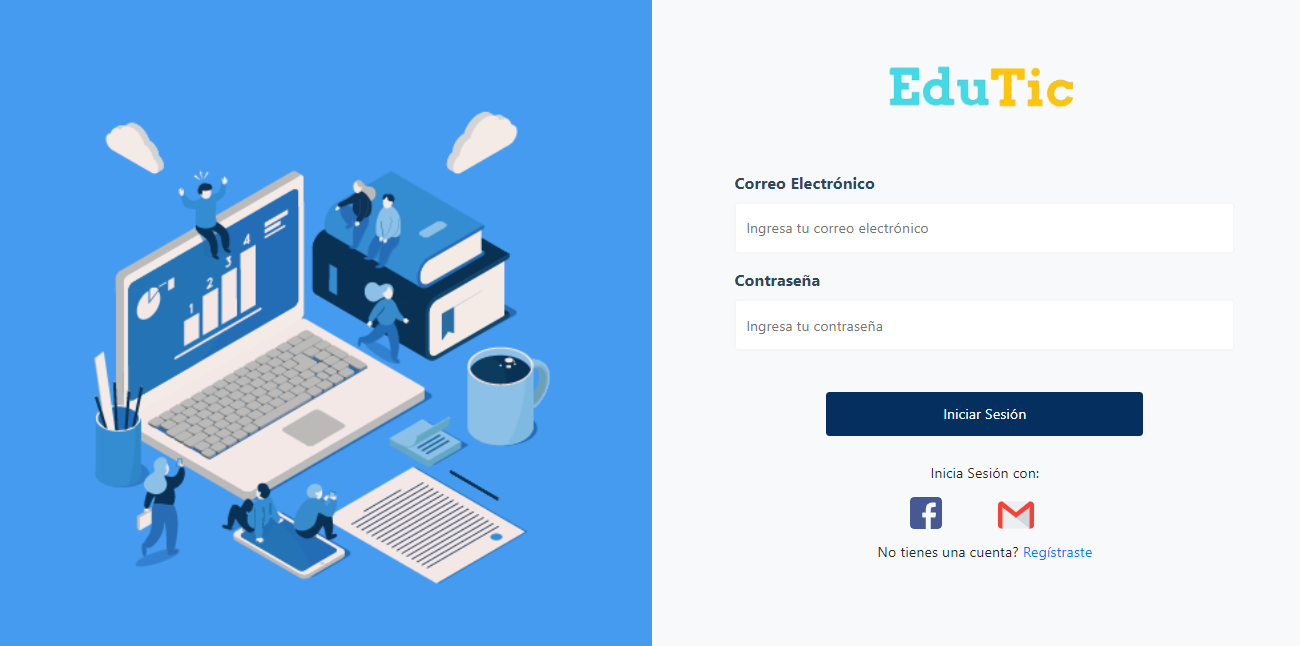 EduTic
Correo Electrónico
Ingresa tu correo electrónico
Contraseña
Ingresa tu contraseña
Iniciar Sesión
Inicia Sesión con:
No tienes una cuenta? Regístraste
1
2
3
4